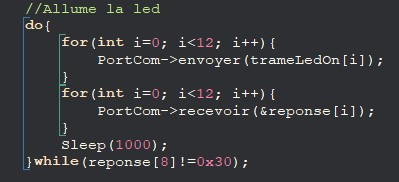 //Allume la led
do{
for(int i=0; i<12; i++){
PortCom->envoyer(trameLedOn[i]);
}
for(int i=0; i<12; i++){
PortCom->recevoir(&reponse[i]);
}
Sleep(1000);
}while(reponse[8]!=0x30);